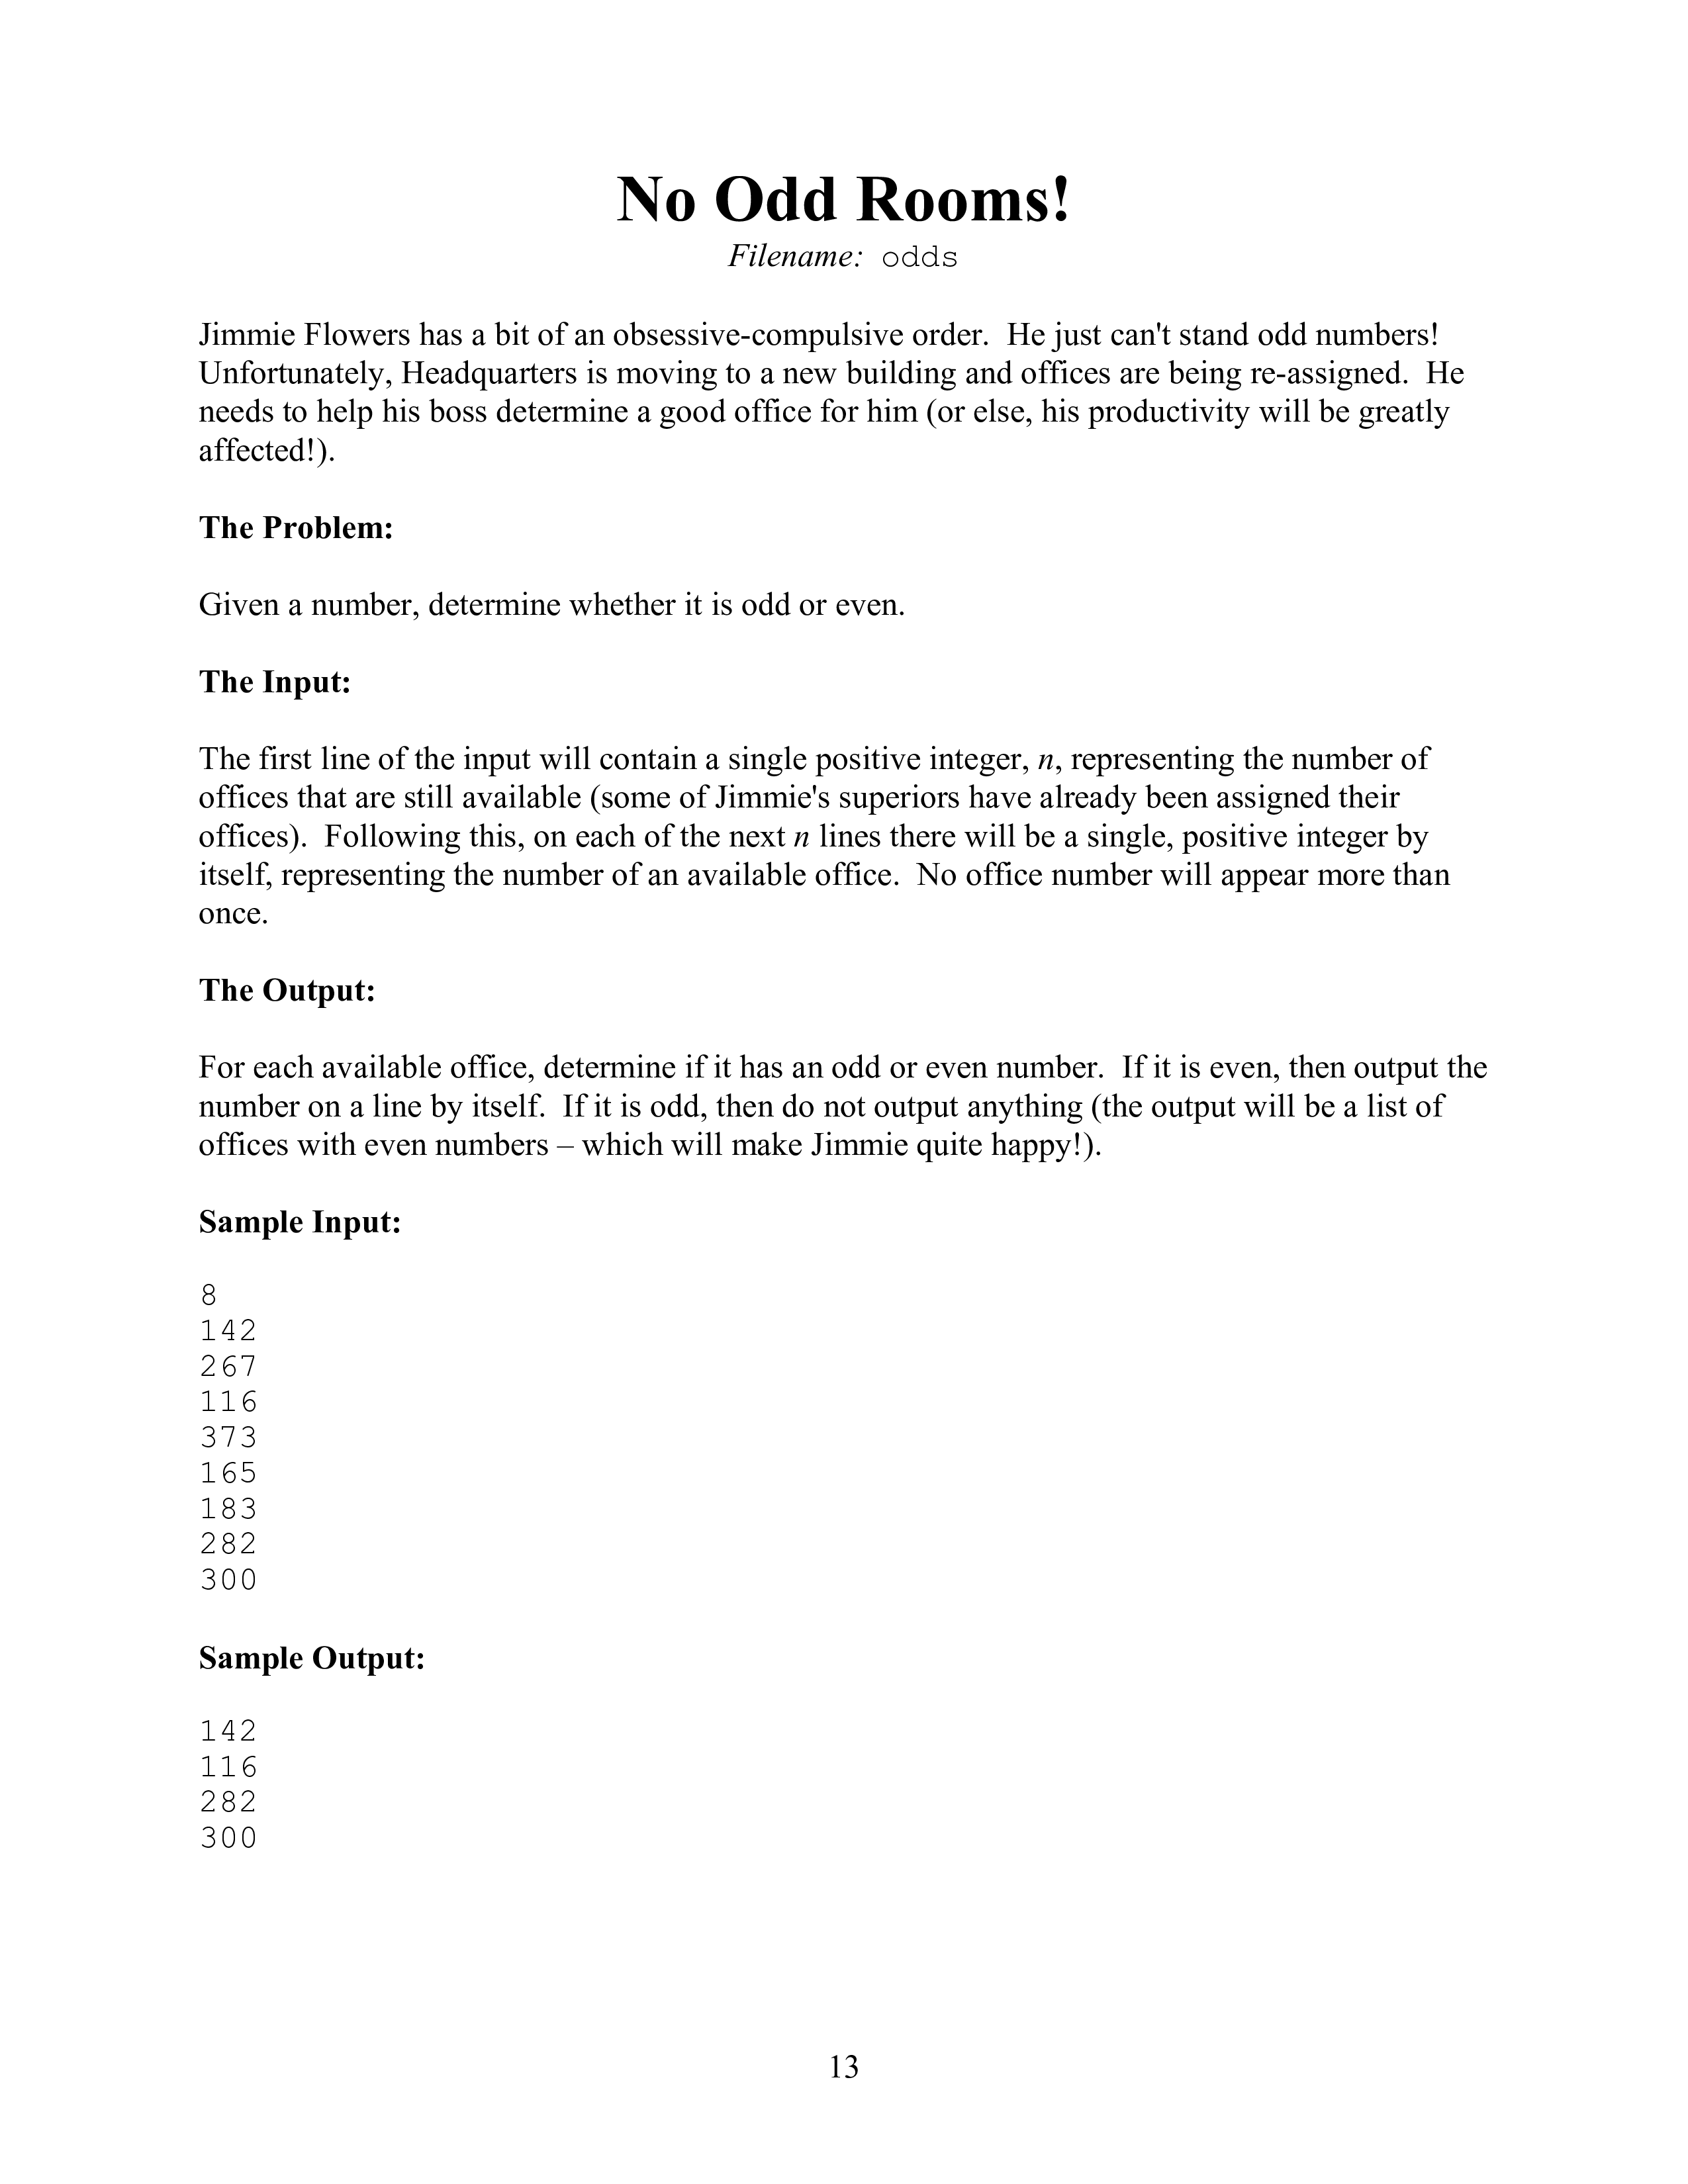 No Odd Rooms!
Filename: odds
Jimmie Flowers has a bit of an obsessive-compulsive order.  He just can't stand odd numbers!
Unfortunately, Headquarters is moving to a new building and offices are being re-assigned.  He
needs to help his boss determine a good office for him (or else, his productivity will be greatly
affected!).
The Problem:
Given a number, determine whether it is odd or even.
The Input:
The first line of the input will contain a single positive integer, n, representing the number of
offices that are still available (some of Jimmie's superiors have already been assigned their
offices).  Following this, on each of the next n lines there will be a single, positive integer by
itself, representing the number of an available office.  No office number will appear more than
once.
The Output:
For each available office, determine if it has an odd or even number.  If it is even, then output the
number on a line by itself.  If it is odd, then do not output anything (the output will be a list of
offices with even numbers – which will make Jimmie quite happy!).
Sample Input:
8
142
267
116
373
165
183
282
300
Sample Output:
142
116
282
300
13